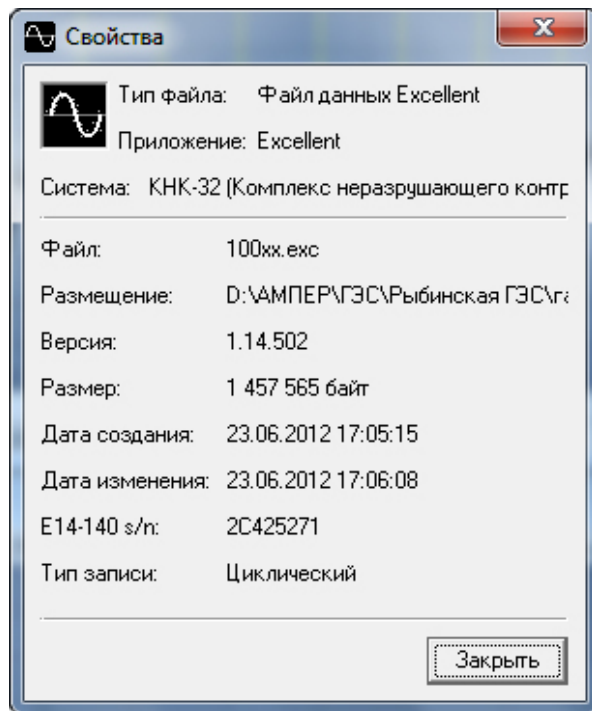 Свойства
Тип файла: Файл данных Excellent
Приложение: Excellent
Система: КНК-32 (Комплекс неразрушающего контр
Файл: 100xx.exc
Размещение: D:\АМПЕР\ГЭС\Рыбинская ГЭС\га
Версия: 1.14.502
Размер: 1 457 565 байт
Дата создания: 23.06.2012 17:05:15
Дата изменения: 23.06.2012 17:06:08
E14-140 s/n: 2C425271
Тип записи: Циклический
Закрыть